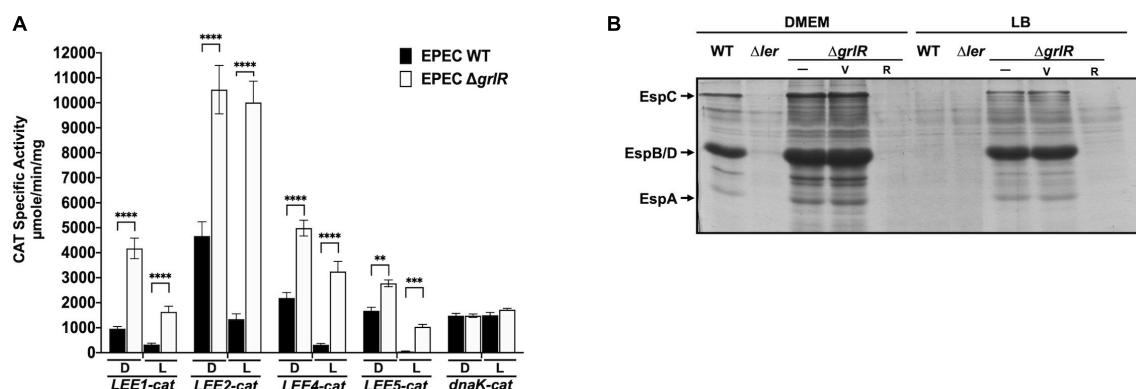 A
CAT Specific Activity
µmole/min/mg
12000
11000
10000
9000
8000
7000
6000
5000
4000
3000
2000
1000
0
**** **** **** **** **** **** ** ***
EPEC WT
EPEC ΔgrlR
D L D L D L D L D L
LEE1-cat LEE2-cat LEE4-cat LEE5-cat dnaK-cat
B
DMEM LB
WT Δler ΔgrlR WT Δler ΔgrlR
– V R – V R
EspC
EspB/D
EspA